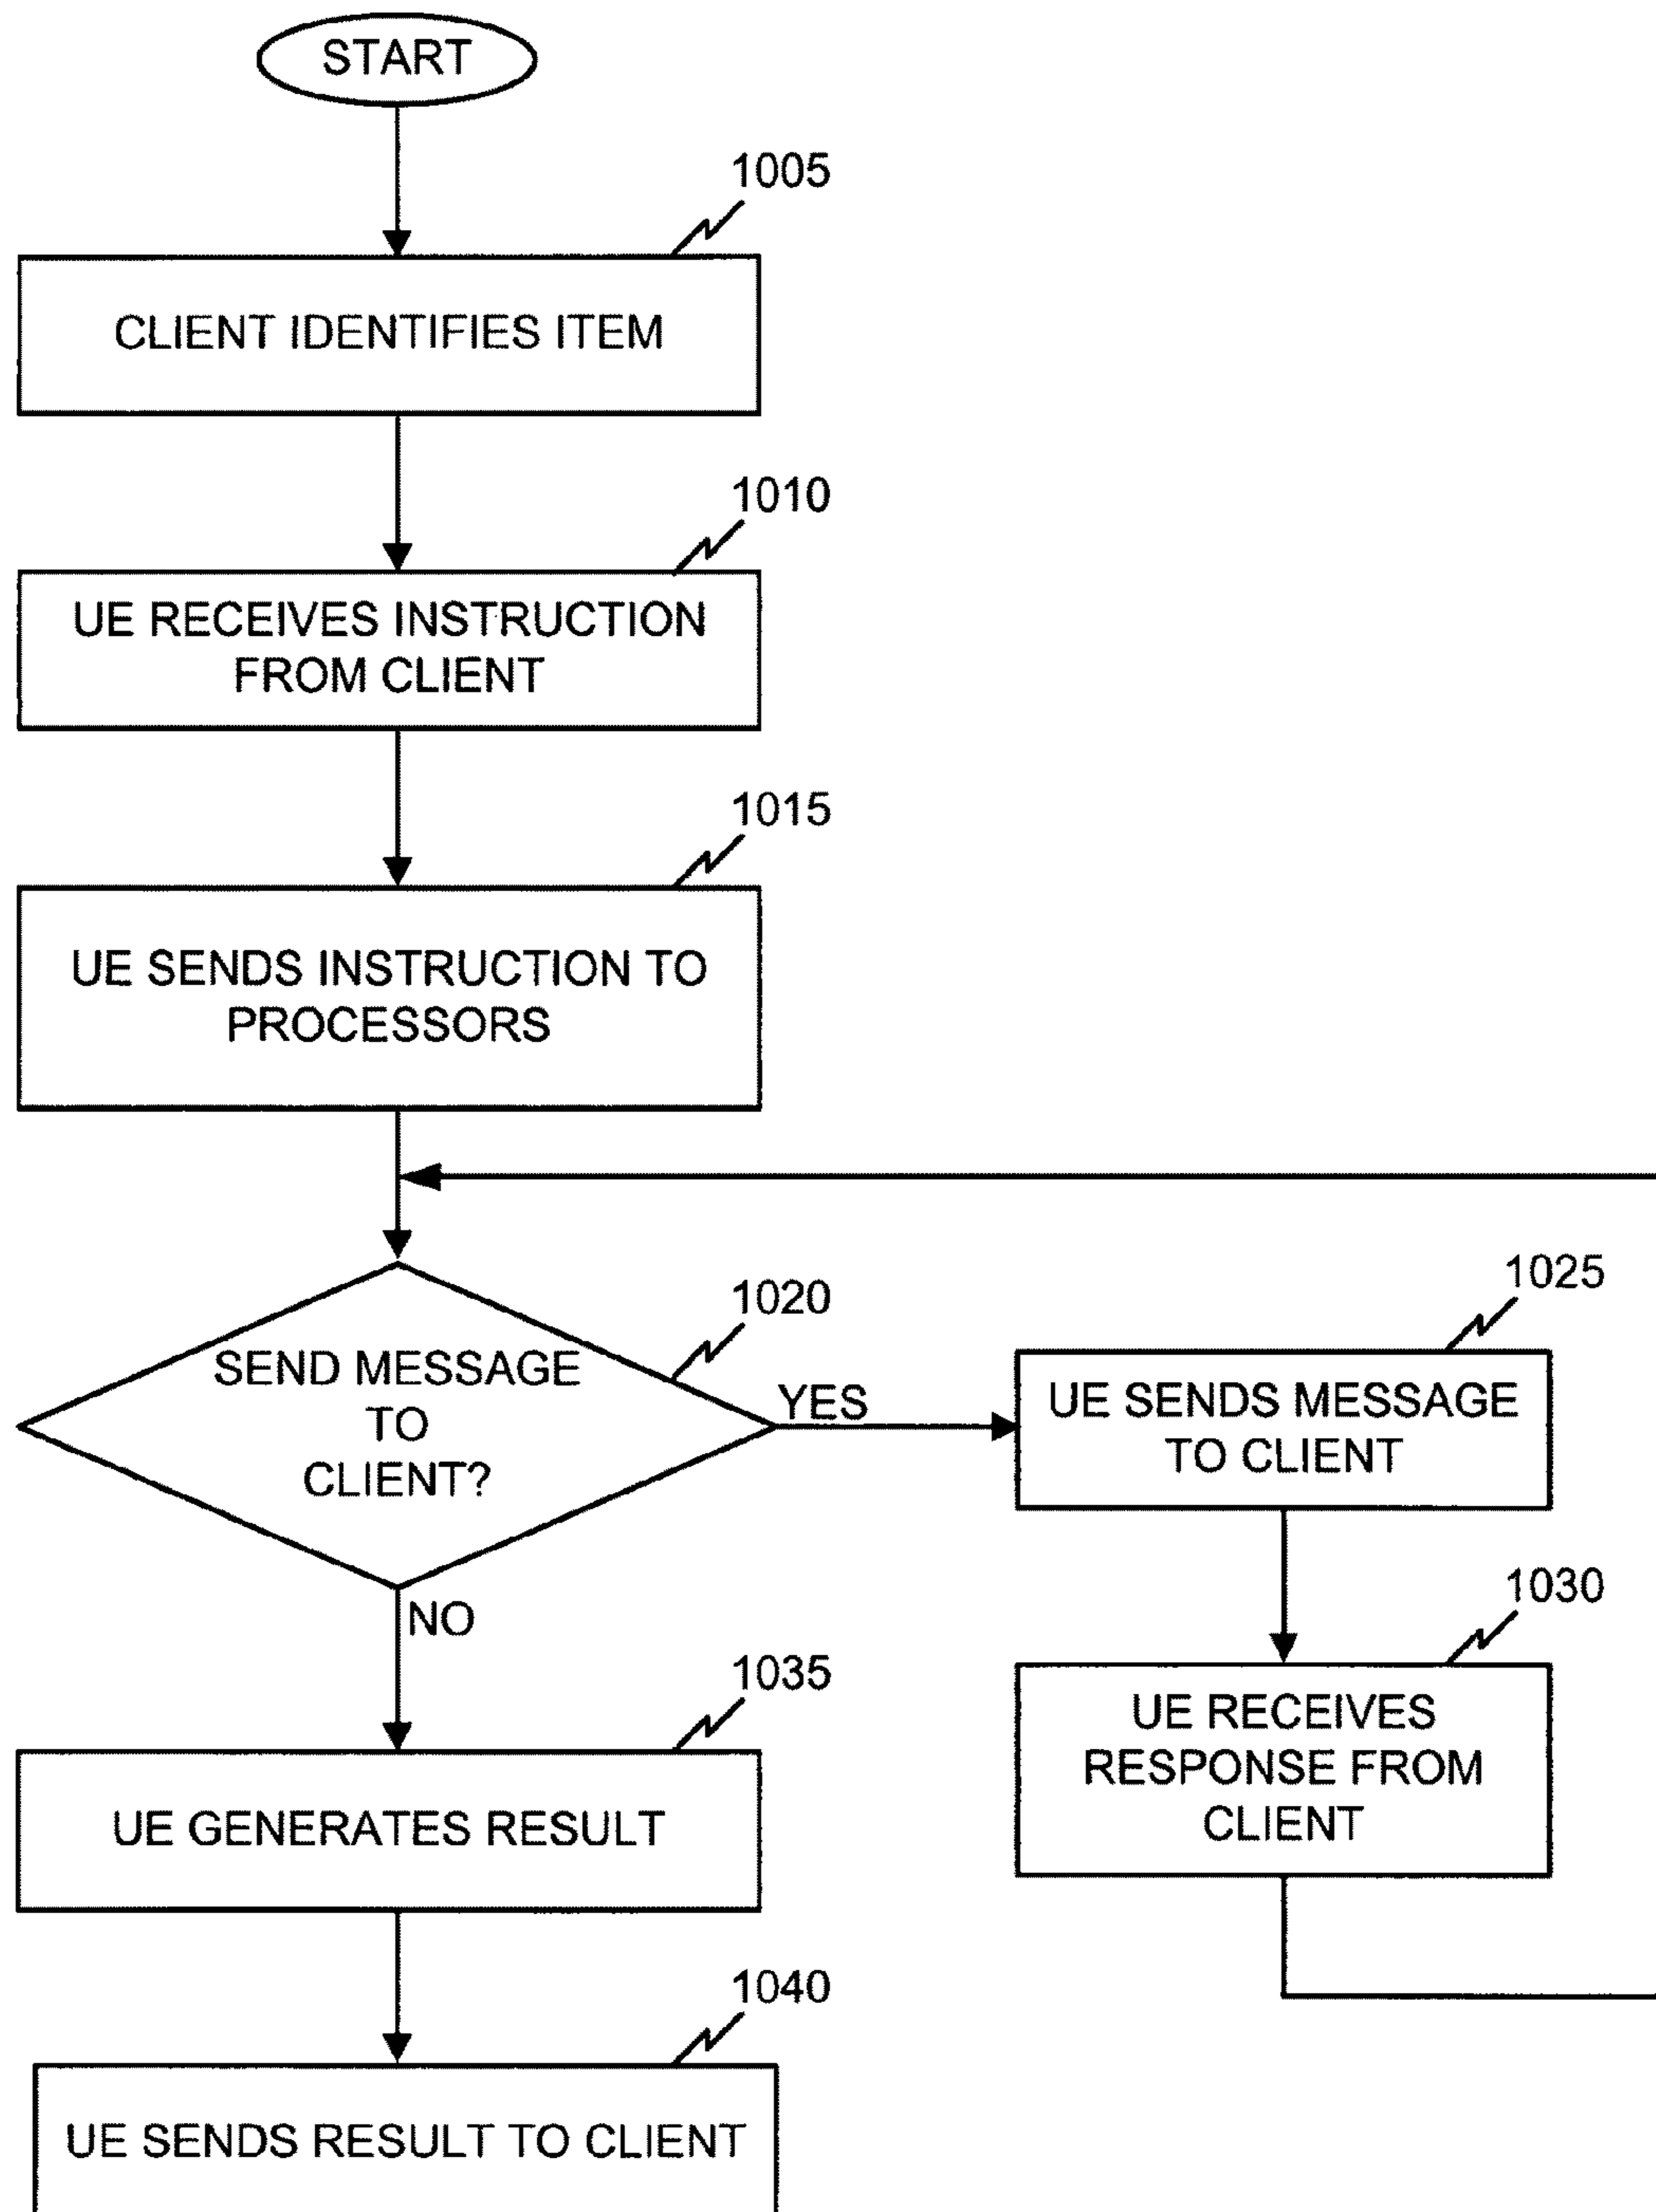 START
1005
CLIENT IDENTIFIES ITEM
1010
UE RECEIVES INSTRUCTION
FROM CLIENT
1015
UE SENDS INSTRUCTION TO
PROCESSORS
1020
SEND MESSAGE
TO
CLIENT?
YES
1025
UE SENDS MESSAGE
TO CLIENT
1030
UE RECEIVES
RESPONSE FROM
CLIENT
NO
1035
UE GENERATES RESULT
1040
UE SENDS RESULT TO CLIENT